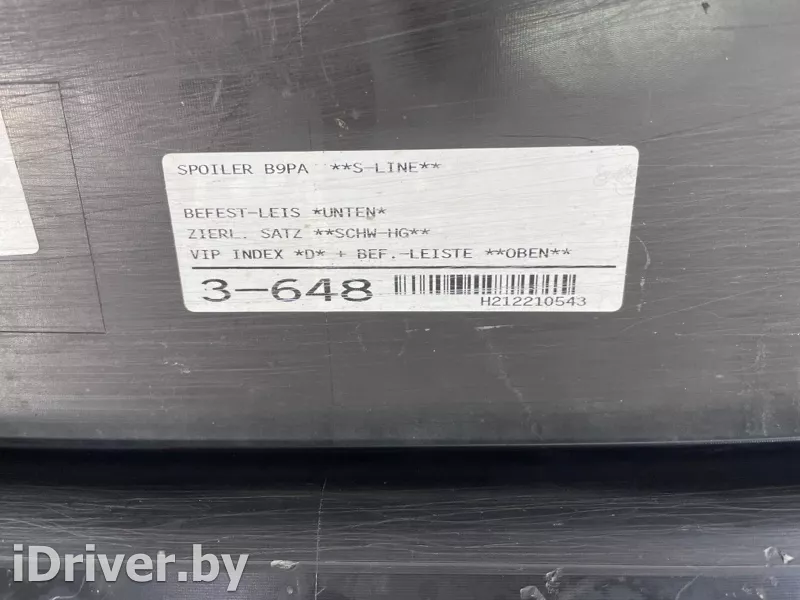 SPOILER B9PA **S-LINE**
BEFEST-LEIS *UNTEN*
ZIERL. SATZ **SCHW-HG**
VIP INDEX *D* + BEF.-LEISTE **OBEN**
3-648
H212210543
iDriver.by